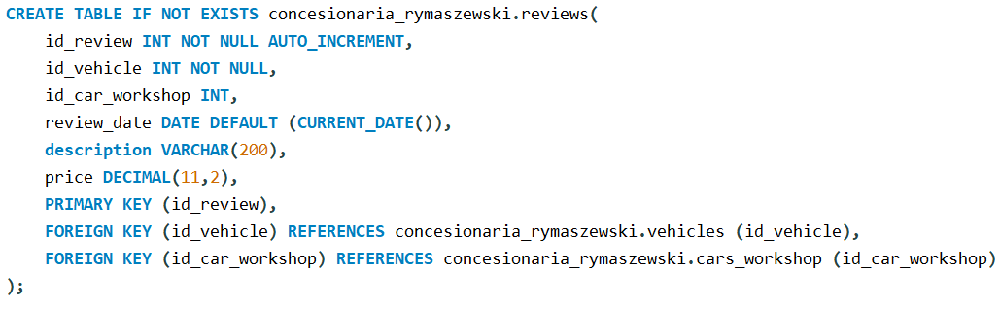 CREATE TABLE IF NOT EXISTS concesionaria_rymaszewski.reviews(
    id_review INT NOT NULL AUTO_INCREMENT,
    id_vehicle INT NOT NULL,
    id_car_workshop INT,
    review_date DATE DEFAULT (CURRENT_DATE()),
    description VARCHAR(200),
    price DECIMAL(11,2),
    PRIMARY KEY (id_review),
    FOREIGN KEY (id_vehicle) REFERENCES concesionaria_rymaszewski.vehicles (id_vehicle),
    FOREIGN KEY (id_car_workshop) REFERENCES concesionaria_rymaszewski.cars_workshop (id_car_workshop)
);